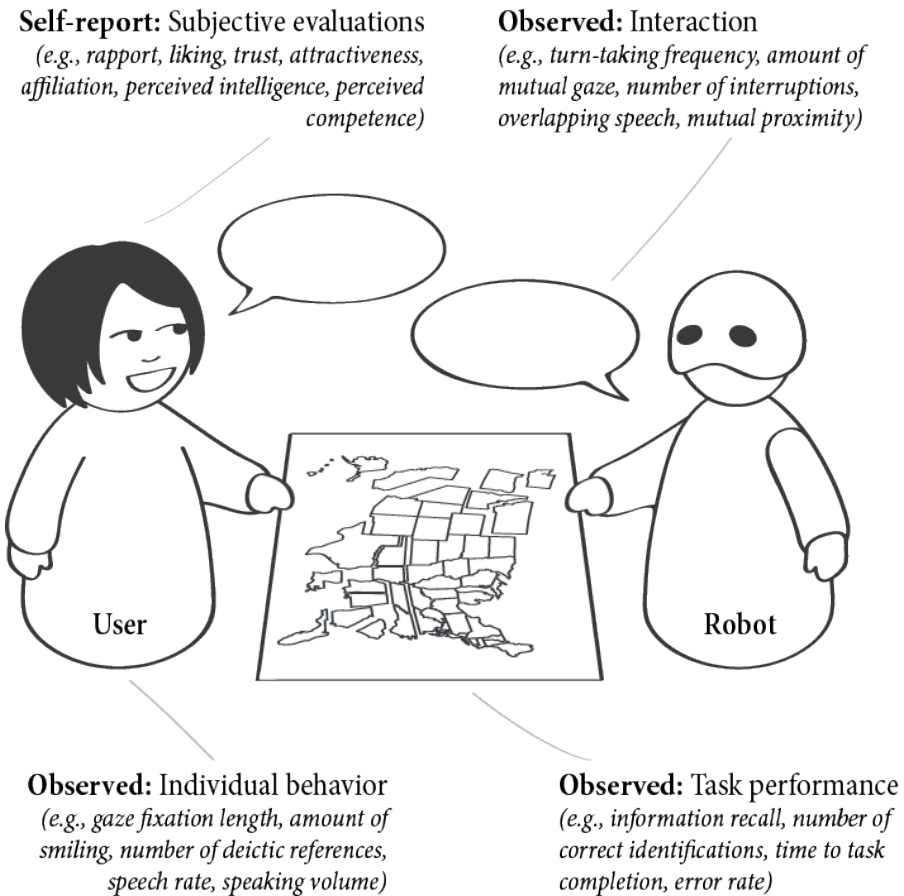 Self-report: Subjective evaluations
(e.g., rapport, liking, trust, attractiveness,
affiliation, perceived intelligence, perceived
competence)
Observed: Interaction
(e.g., turn-taking frequency, amount of
mutual gaze, number of interruptions,
overlapping speech, mutual proximity)
User
Robot
Observed: Individual behavior
(e.g., gaze fixation length, amount of
smiling, number of deictic references,
speech rate, speaking volume)
Observed: Task performance
(e.g., information recall, number of
correct identifications, time to task
completion, error rate)